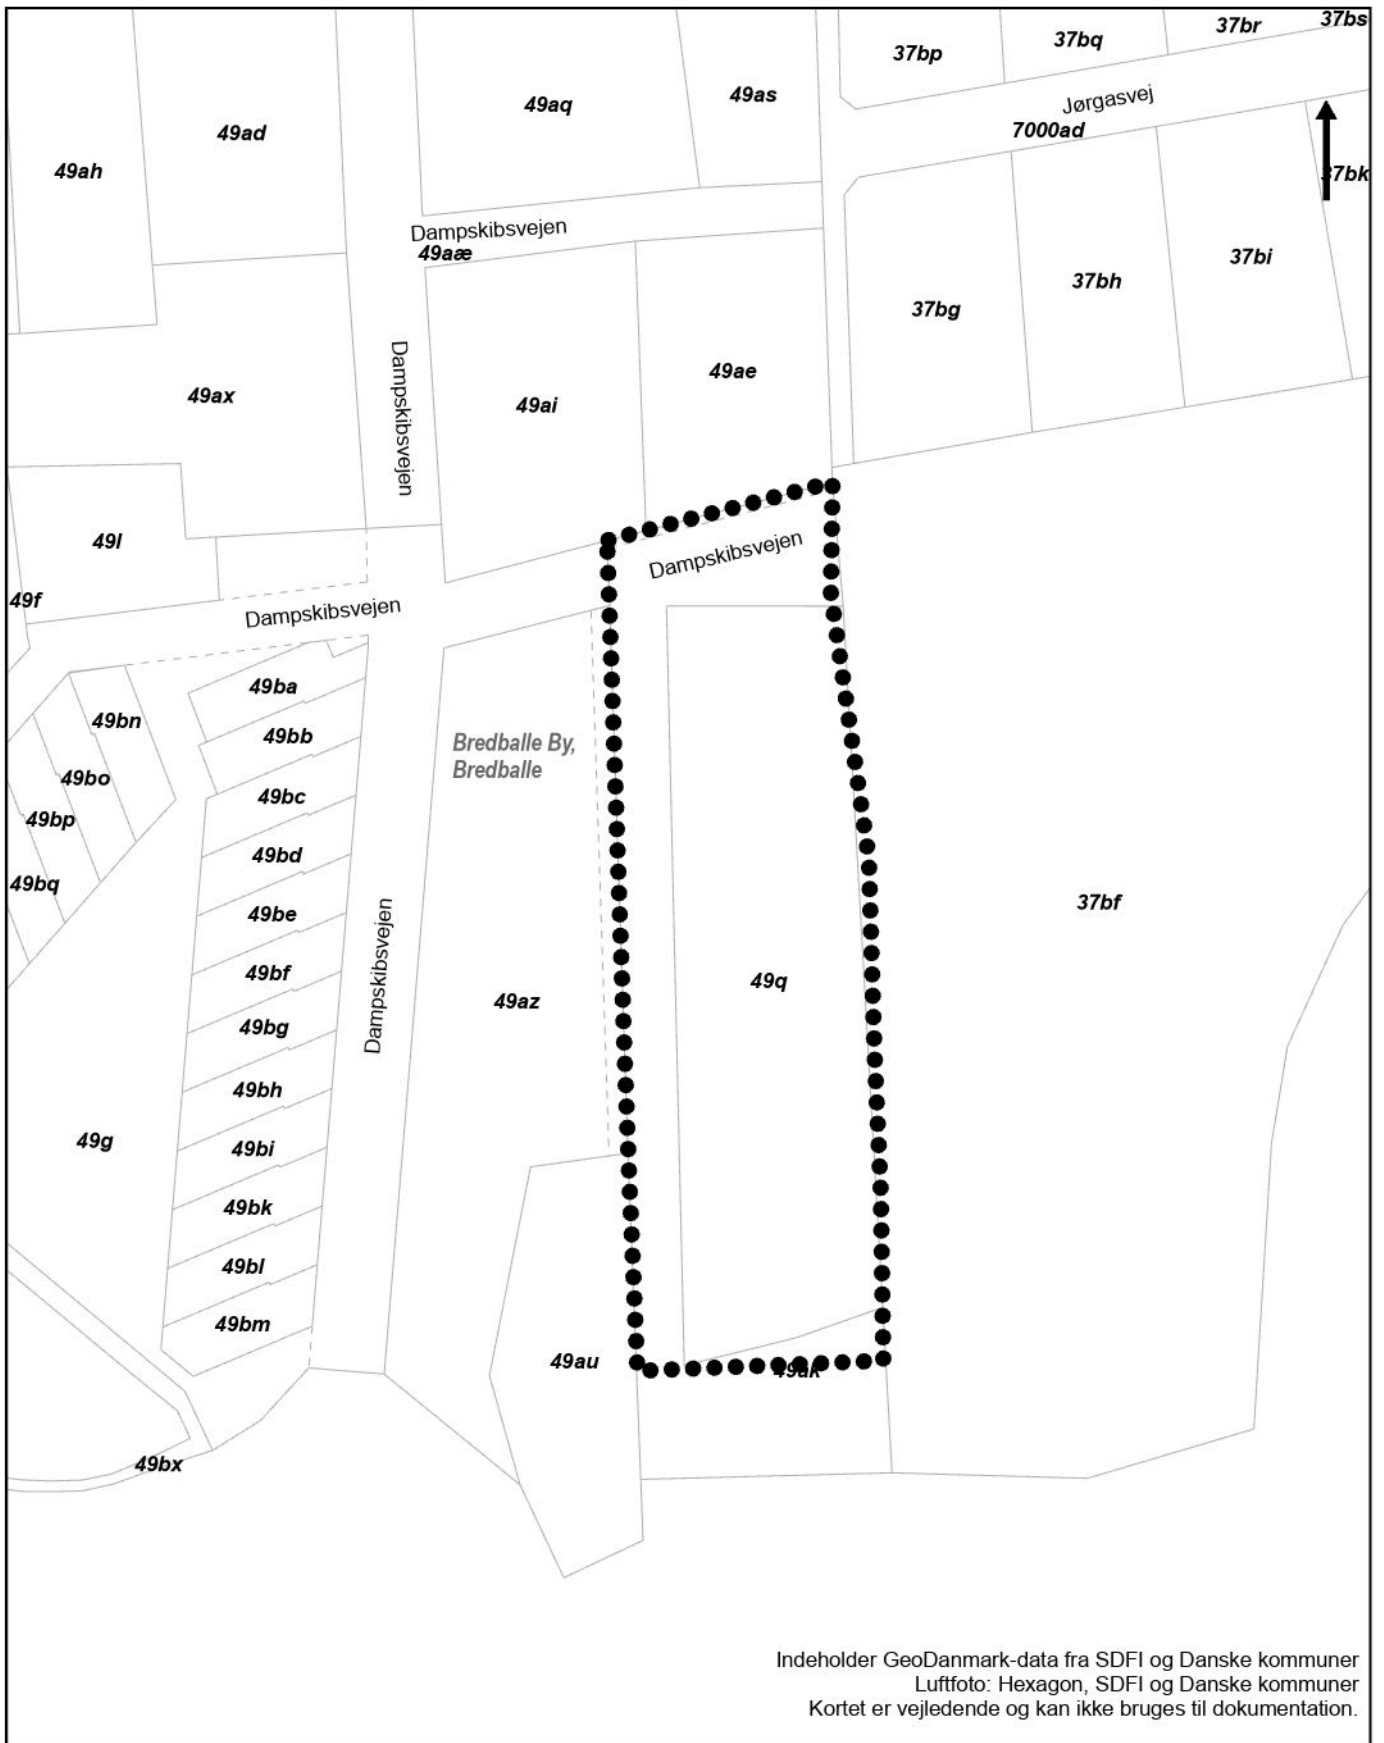 37bs
37br
37bq
37bp
49as
49aq
Jørgasvej
7000ad
49ad
49ah
37bk
Dampskibsvejen
49aæ
37bi
37bh
37bg
Dampskibsvejen
49ae
49ax
49ai
49l
Dampskibsvejen
49f
Dampskibsvejen
49ba
49bn
49bb
Bredballe By,
Bredballe
49bo
49bc
49bp
49bd
49bq
37bf
49be
Dampskibsvejen
49bf
49q
49az
49bg
49bh
49g
49bi
49bk
49bl
49bm
49au
49ak
49bx
Indeholder GeoDanmark-data fra SDFI og Danske kommuner
Luftfoto: Hexagon, SDFI og Danske kommuner
Kortet er vejledende og kan ikke bruges til dokumentation.